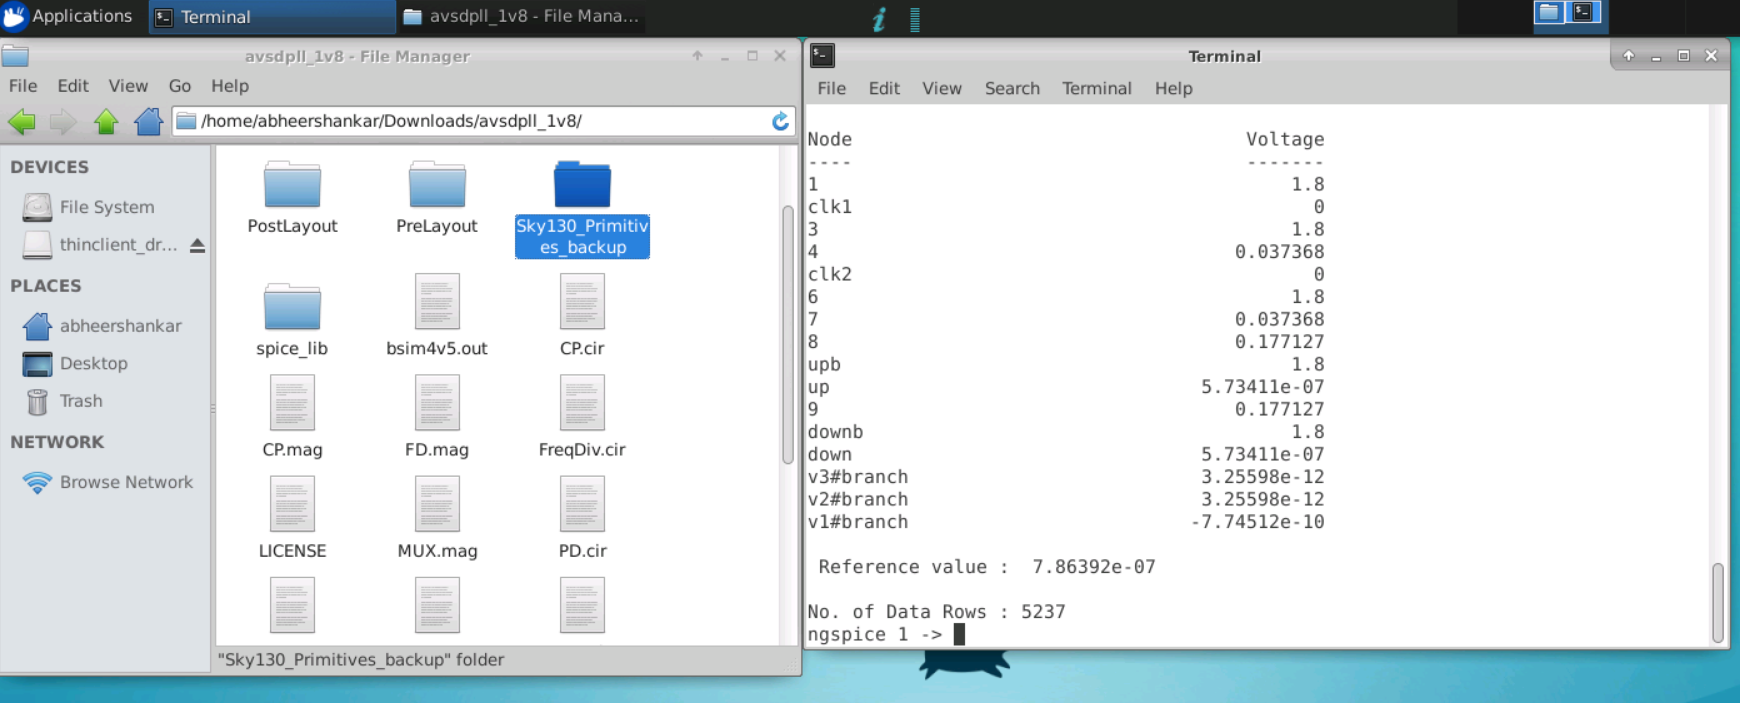 Applications
Terminal
avsdpll_1v8 - File Mana...
avsdpll_1v8 - File Manager
File Edit View Go Help
/home/abheershankar/Downloads/avsdpll_1v8/
DEVICES
File System
thinclient_dr...
PLACES
abheershankar
Desktop
Trash
NETWORK
Browse Network
PostLayout
PreLayout
Sky130_Primitiv
es_backup
spice_lib
bsim4v5.out
CP.cir
CP.mag
FD.mag
FreqDiv.cir
LICENSE
MUX.mag
PD.cir
"Sky130_Primitives_backup" folder
Terminal
File Edit View Search Terminal Help
Node Voltage
---- -------
1 1.8
clk1 0
3 1.8
4 0.037368
clk2 0
6 1.8
7 0.037368
8 0.177127
upb 1.8
up 5.73411e-07
9 0.177127
downb 1.8
down 5.73411e-07
v3#branch 3.25598e-12
v2#branch 3.25598e-12
v1#branch -7.74512e-10
Reference value : 7.86392e-07
No. of Data Rows : 5237
ngspice 1 ->